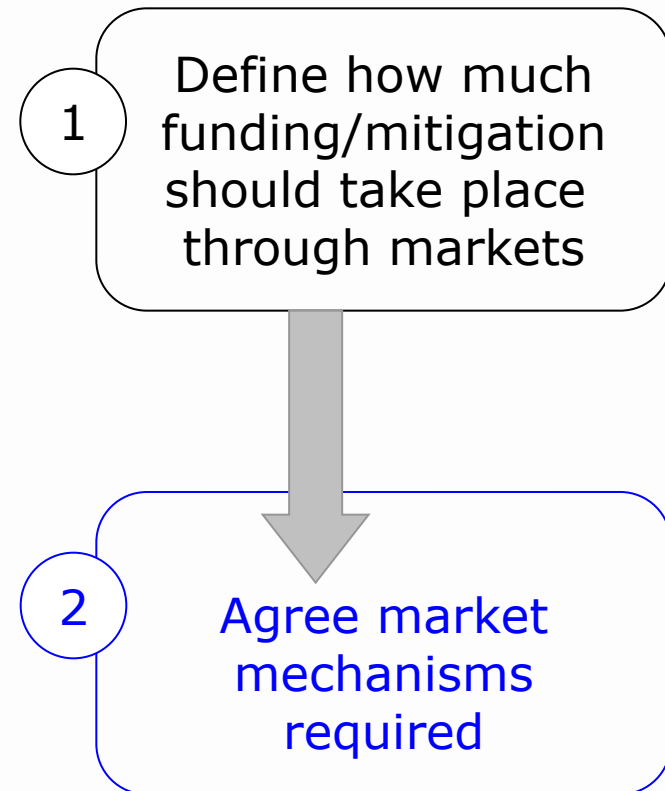 1
Define how much
funding/mitigation
should take place
through markets
2
Agree market
mechanisms
required